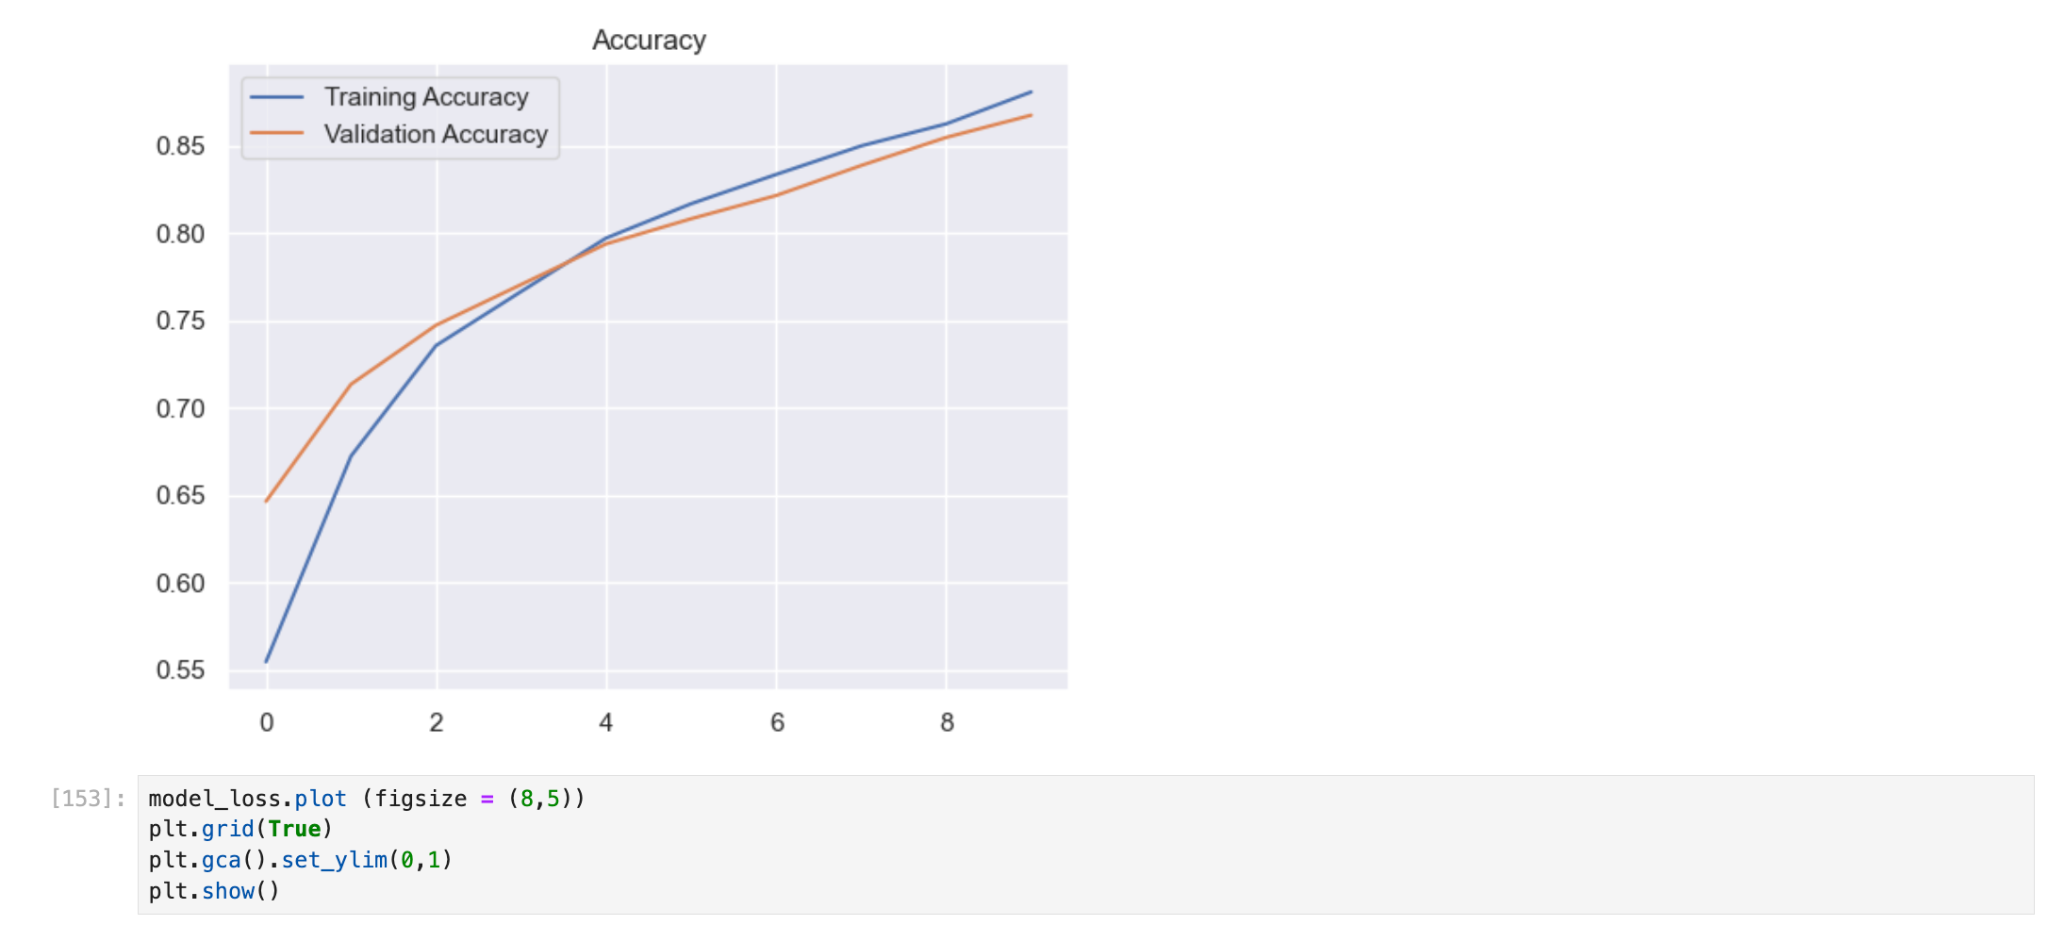 Accuracy
Training Accuracy
Validation Accuracy
0.85
0.80
0.75
0.70
0.65
0.60
0.55
0 2 4 6 8
[153]:
model_loss.plot (figsize = (8,5))
plt.grid(True)
plt.gca().set_ylim(0,1)
plt.show()